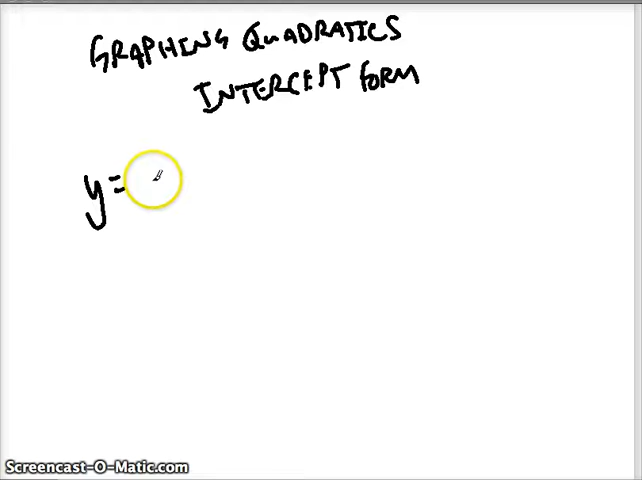 GRAPHING QUADRATICS
INTERCEPT FORM
y=
Screencast-O-Matic.com